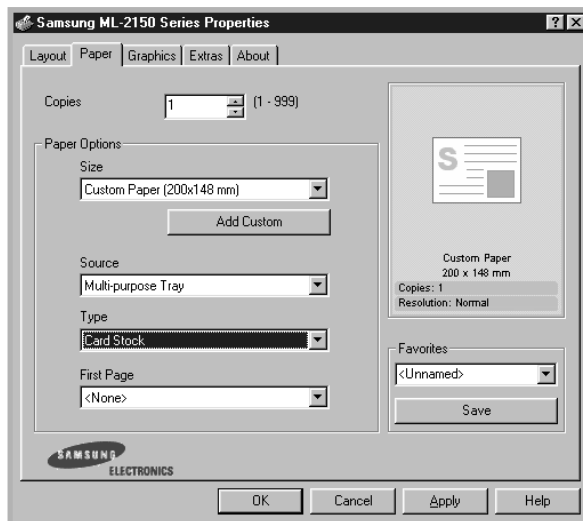 Samsung ML-2150 Series Properties
Layout Paper Graphics Extras About
Copies 1 (1 - 999)
Paper Options
Size
Custom Paper (200x148 mm)
Add Custom
Source
Multi-purpose Tray
Type
Card Stock
First Page
<None>
S
Custom Paper
200 x 148 mm
Copies: 1
Resolution: Normal
Favorites
<Unnamed>
Save
SAMSUNG
ELECTRONICS
OK Cancel Apply Help